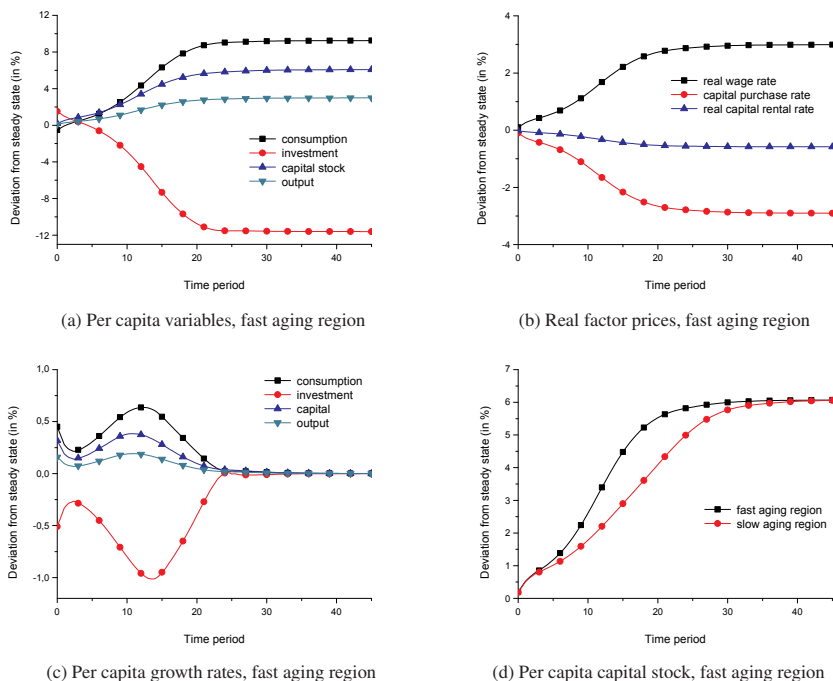 12
8
4
0
-4
-8
-12
Deviation from steady state (in %)
consumption
investment
capital stock
output
0 10 20 30 40
Time period
(a) Per capita variables, fast aging region
4
2
0
-2
-4
Deviation from steady state (in %)
real wage rate
capital purchase rate
real capital rental rate
0 10 20 30 40
Time period
(b) Real factor prices, fast aging region
1,0
0,5
0,0
-0,5
-1,0
Deviation from steady state (in %)
consumption
investment
capital
output
0 20 40
Time period
(c) Per capita growth rates, fast aging region
6
5
4
3
2
1
0
Deviation from steady state (in %)
fast aging region
slow aging region
0 10 20 30 40
Time period
(d) Per capita capital stock, fast aging region